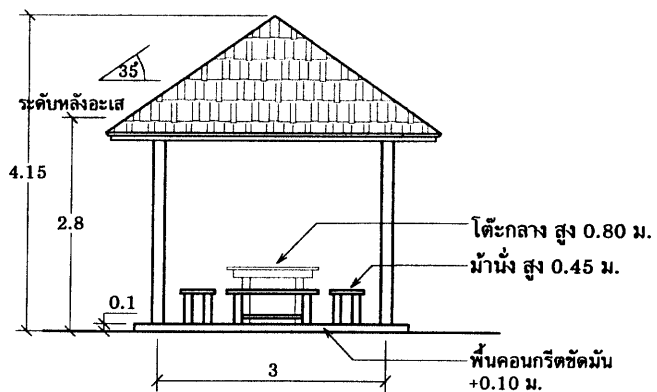 35°
ระดับหลังอะเส
4.15
2.8
โต๊ะกลาง สูง 0.80 ม.
ม้านั่ง สูง 0.45 ม.
0.1
3
พื้นคอนกรีตขัดมัน
+0.10 ม.